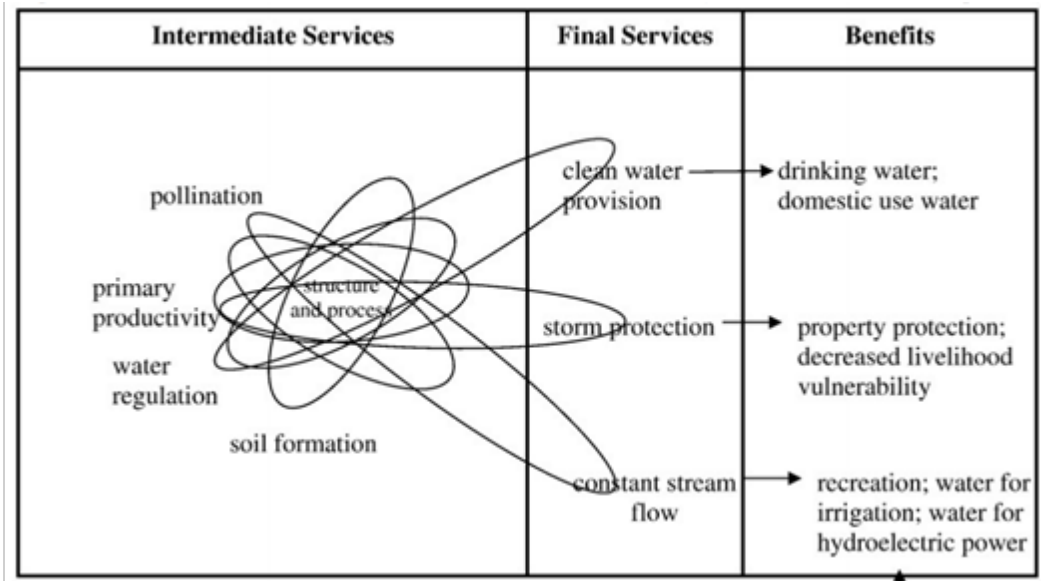 Intermediate Services
Final Services
Benefits
pollination
primary
productivity
water
regulation
soil formation
structure
and process
clean water
provision
storm protection
constant stream
flow
drinking water;
domestic use water
property protection;
decreased livelihood
vulnerability
recreation; water for
irrigation; water for
hydroelectric power